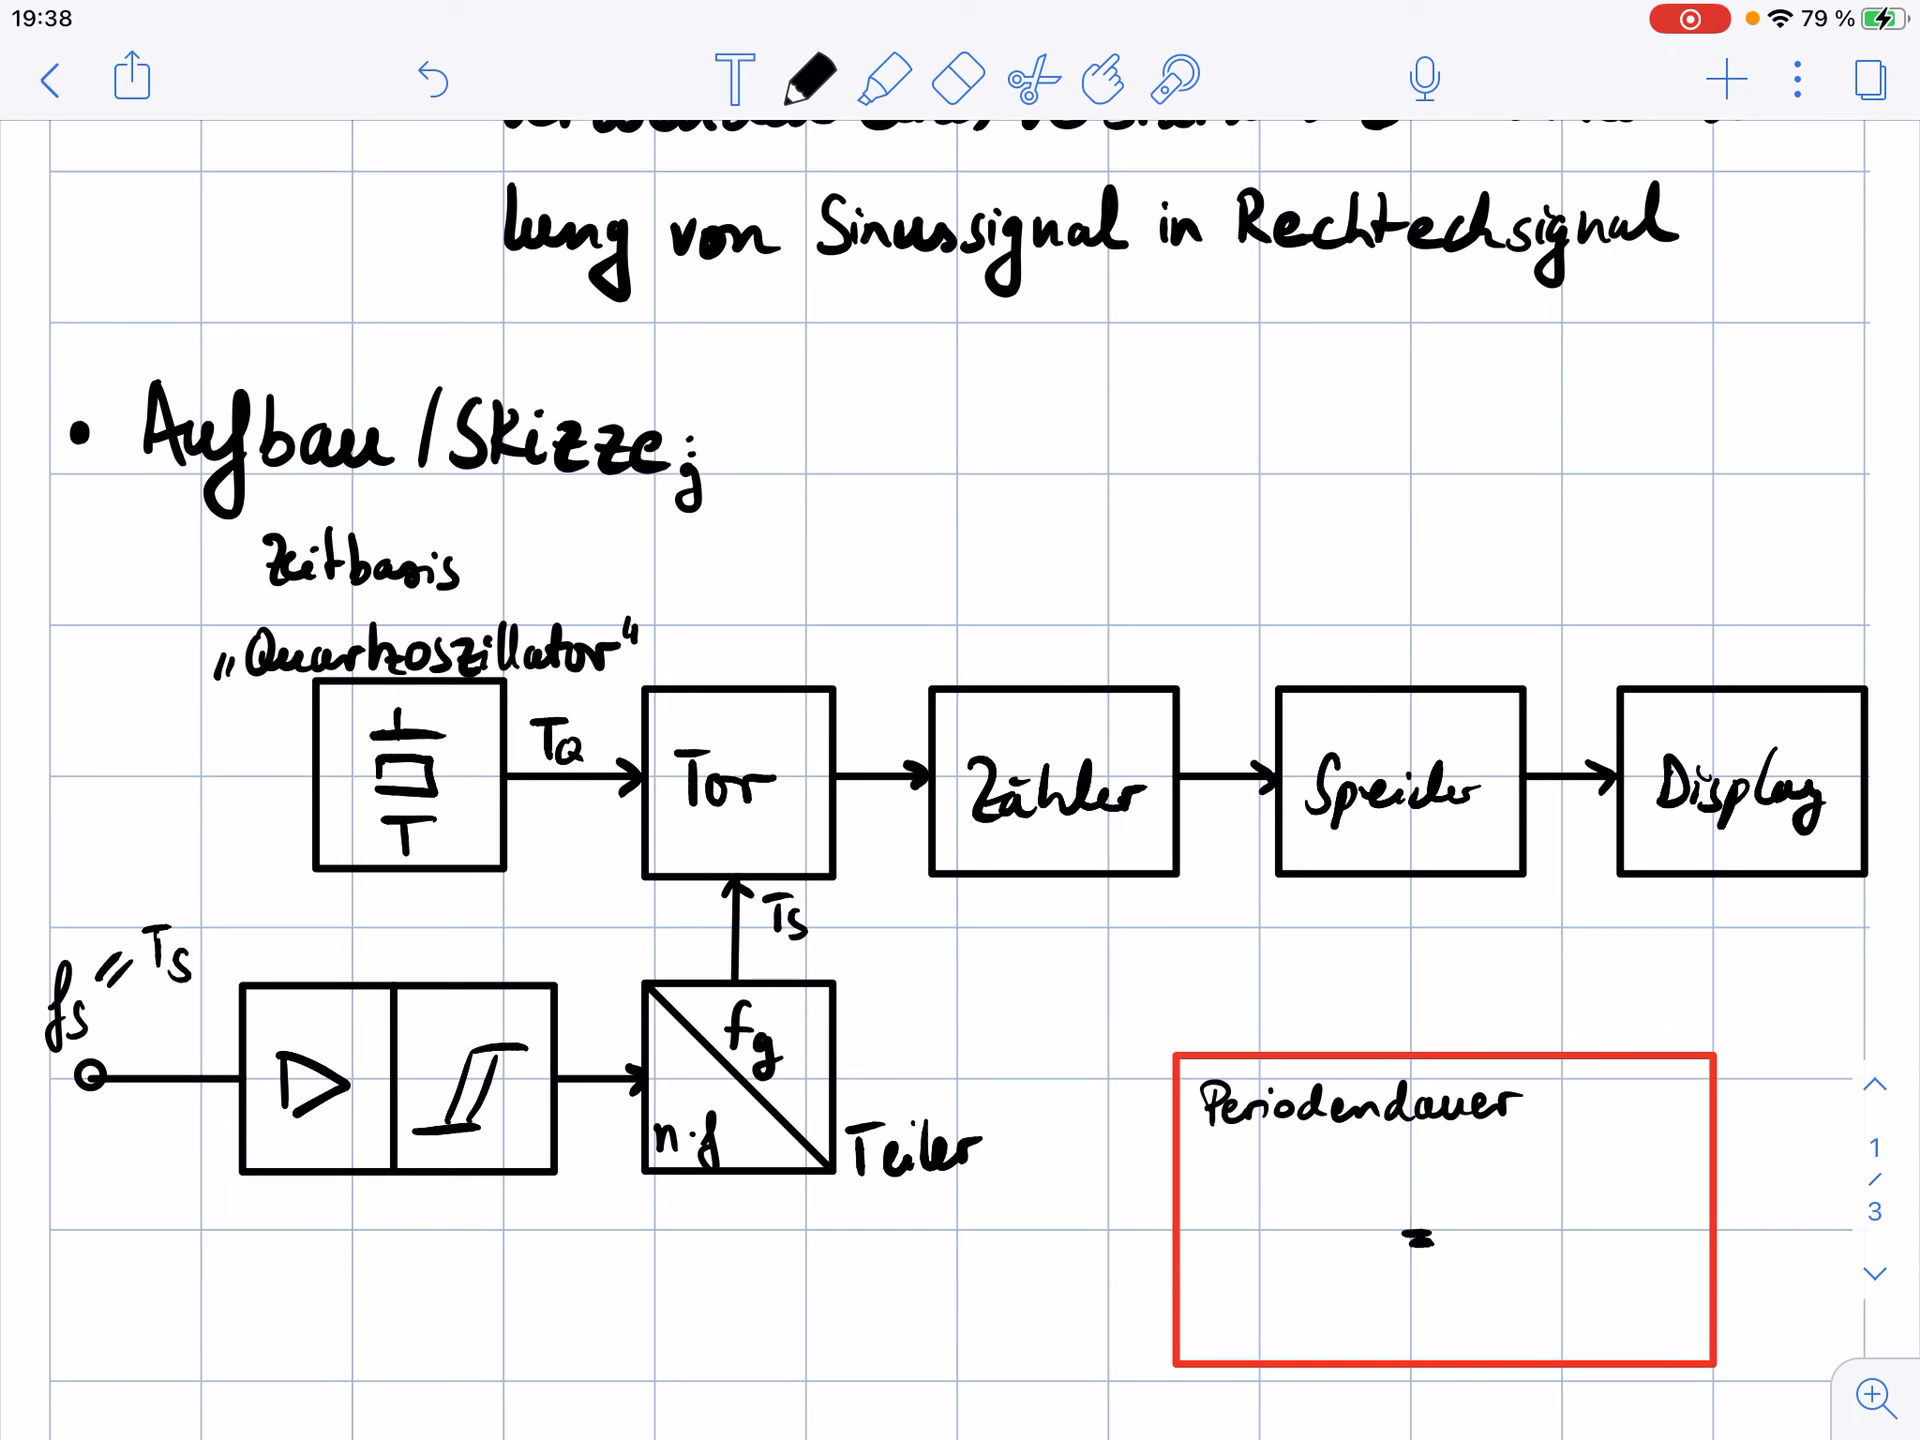 19:38
79 %
lung von Sinussignal in Rechtecksignal
• Aufbau / Skizze:
Zeitbasis
„Quarzoszillator“
TQ
Tor
Zähler
Speicher
Display
TS
fS = TS
fg
n·f
Teiler
Periodendauer
=
1
/
3